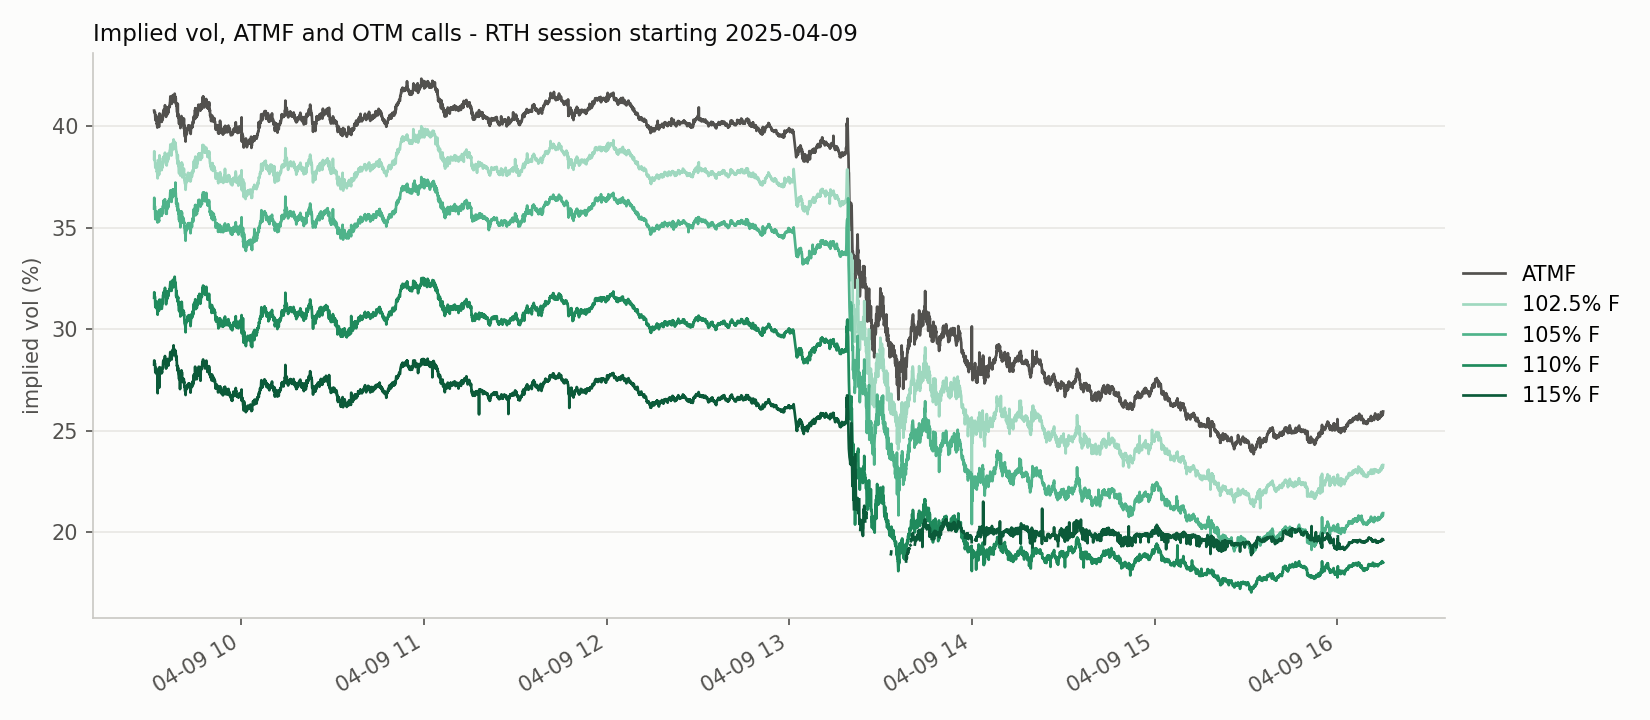 Implied vol, ATMF and OTM calls - RTH session starting 2025-04-09
implied vol (%)
40
35
30
25
20
04-09 10
04-09 11
04-09 12
04-09 13
04-09 14
04-09 15
04-09 16
ATMF
102.5% F
105% F
110% F
115% F